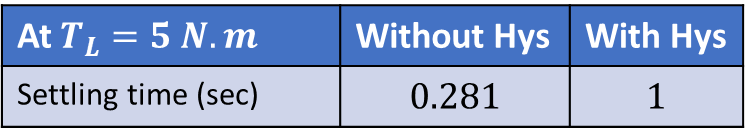 At T_L = 5 N.m Without Hys With Hys
Settling time (sec) 0.281 1